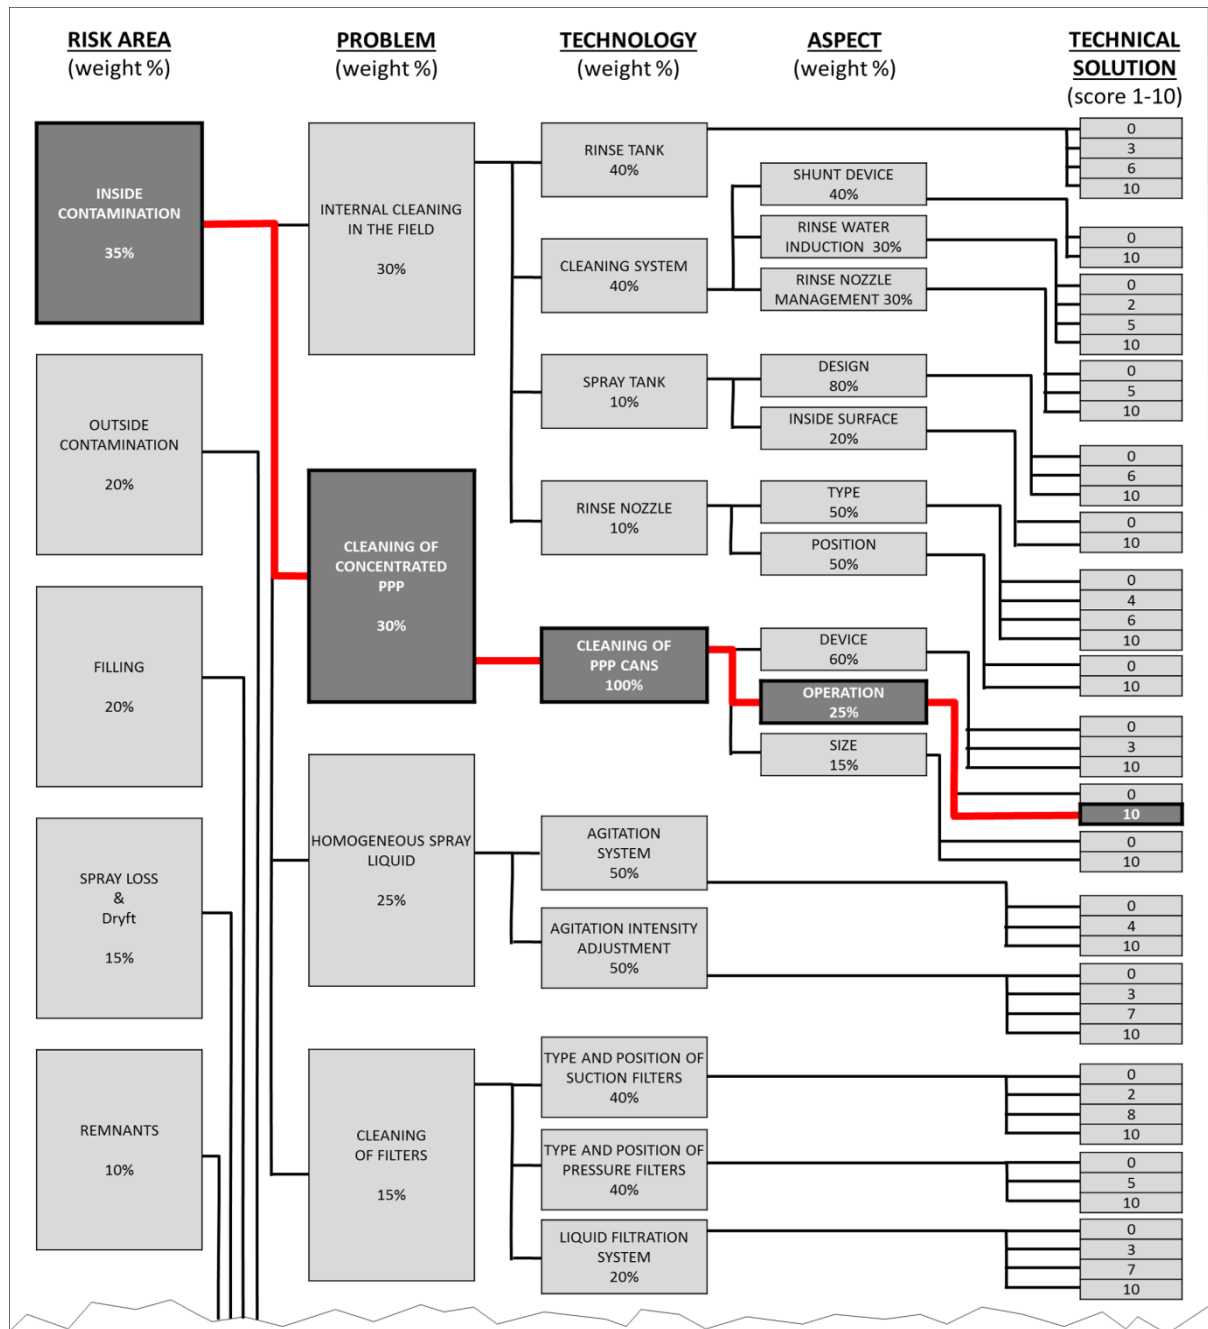 RISK AREA
(weight %)
PROBLEM
(weight %)
TECHNOLOGY
(weight %)
ASPECT
(weight %)
TECHNICAL
SOLUTION
(score 1-10)
INSIDE
CONTAMINATION
35%
OUTSIDE
CONTAMINATION
20%
FILLING
20%
SPRAY LOSS
&
Dryft
15%
REMNANTS
10%
INTERNAL CLEANING
IN THE FIELD
30%
CLEANING OF
CONCENTRATED
PPP
30%
HOMOGENEOUS SPRAY
LIQUID
25%
CLEANING
OF FILTERS
15%
RINSE TANK
40%
CLEANING SYSTEM
40%
SPRAY TANK
10%
RINSE NOZZLE
10%
CLEANING OF
PPP CANS
100%
AGITATION
SYSTEM
50%
AGITATION INTENSITY
ADJUSTMENT
50%
TYPE AND POSITION OF
SUCTION FILTERS
40%
TYPE AND POSITION OF
PRESSURE FILTERS
40%
LIQUID FILTRATION
SYSTEM
20%
SHUNT DEVICE
40%
RINSE WATER
INDUCTION 30%
RINSE NOZZLE
MANAGEMENT 30%
DESIGN
80%
INSIDE SURFACE
20%
TYPE
50%
POSITION
50%
DEVICE
60%
OPERATION
25%
SIZE
15%
0
3
6
10
0
10
0
2
5
10
0
5
10
0
6
10
0
10
0
4
6
10
0
10
0
3
10
0
10
0
10
0
4
10
0
3
7
10
0
2
8
10
0
5
10
0
3
7
10